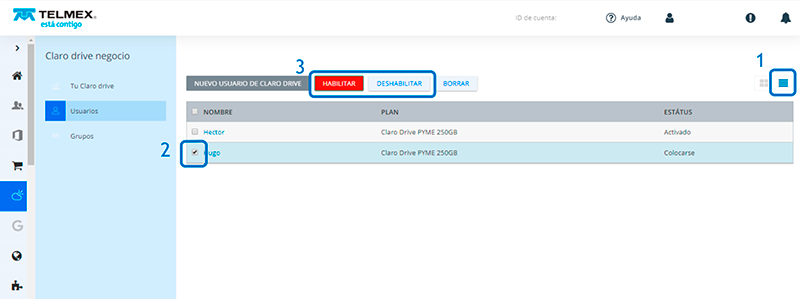 TELMEX
está contigo
ID de cuenta:
Ayuda
1
Claro drive negocio
Tu Claro drive
Usuarios
Grupos
3
NUEVO USUARIO DE CLARO DRIVE HABILITAR DESHABILITAR BORRAR
NOMBRE PLAN ESTÁTUS
Hector Claro Drive PYME 250GB Activado
2
Hugo Claro Drive PYME 250GB Colocarse